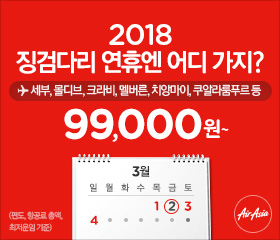 2018
징검다리 연휴엔 어디 가지?
세부, 몰디브, 크라비, 멜버른, 치앙마이, 쿠알라룸푸르 등
99,000원~
3월
일 월 화 수 목 금 토
1 2 3
4
(편도, 항공료 총액,
최저운임 기준)
AirAsia